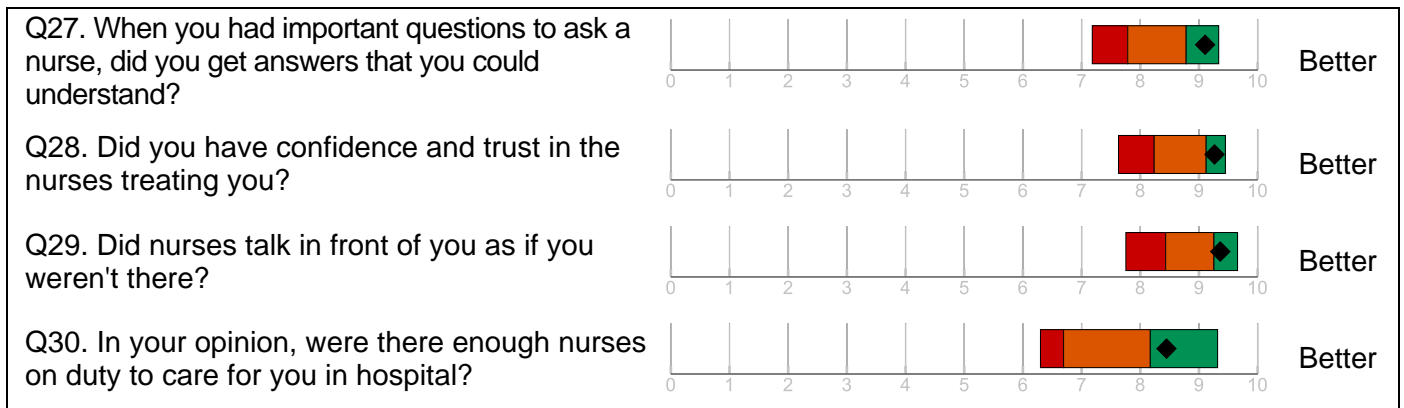 Q27. When you had important questions to ask a
nurse, did you get answers that you could
understand?
0 1 2 3 4 5 6 7 8 9 10
Better
Q28. Did you have confidence and trust in the
nurses treating you?
0 1 2 3 4 5 6 7 8 9 10
Better
Q29. Did nurses talk in front of you as if you
weren't there?
0 1 2 3 4 5 6 7 8 9 10
Better
Q30. In your opinion, were there enough nurses
on duty to care for you in hospital?
0 1 2 3 4 5 6 7 8 9 10
Better